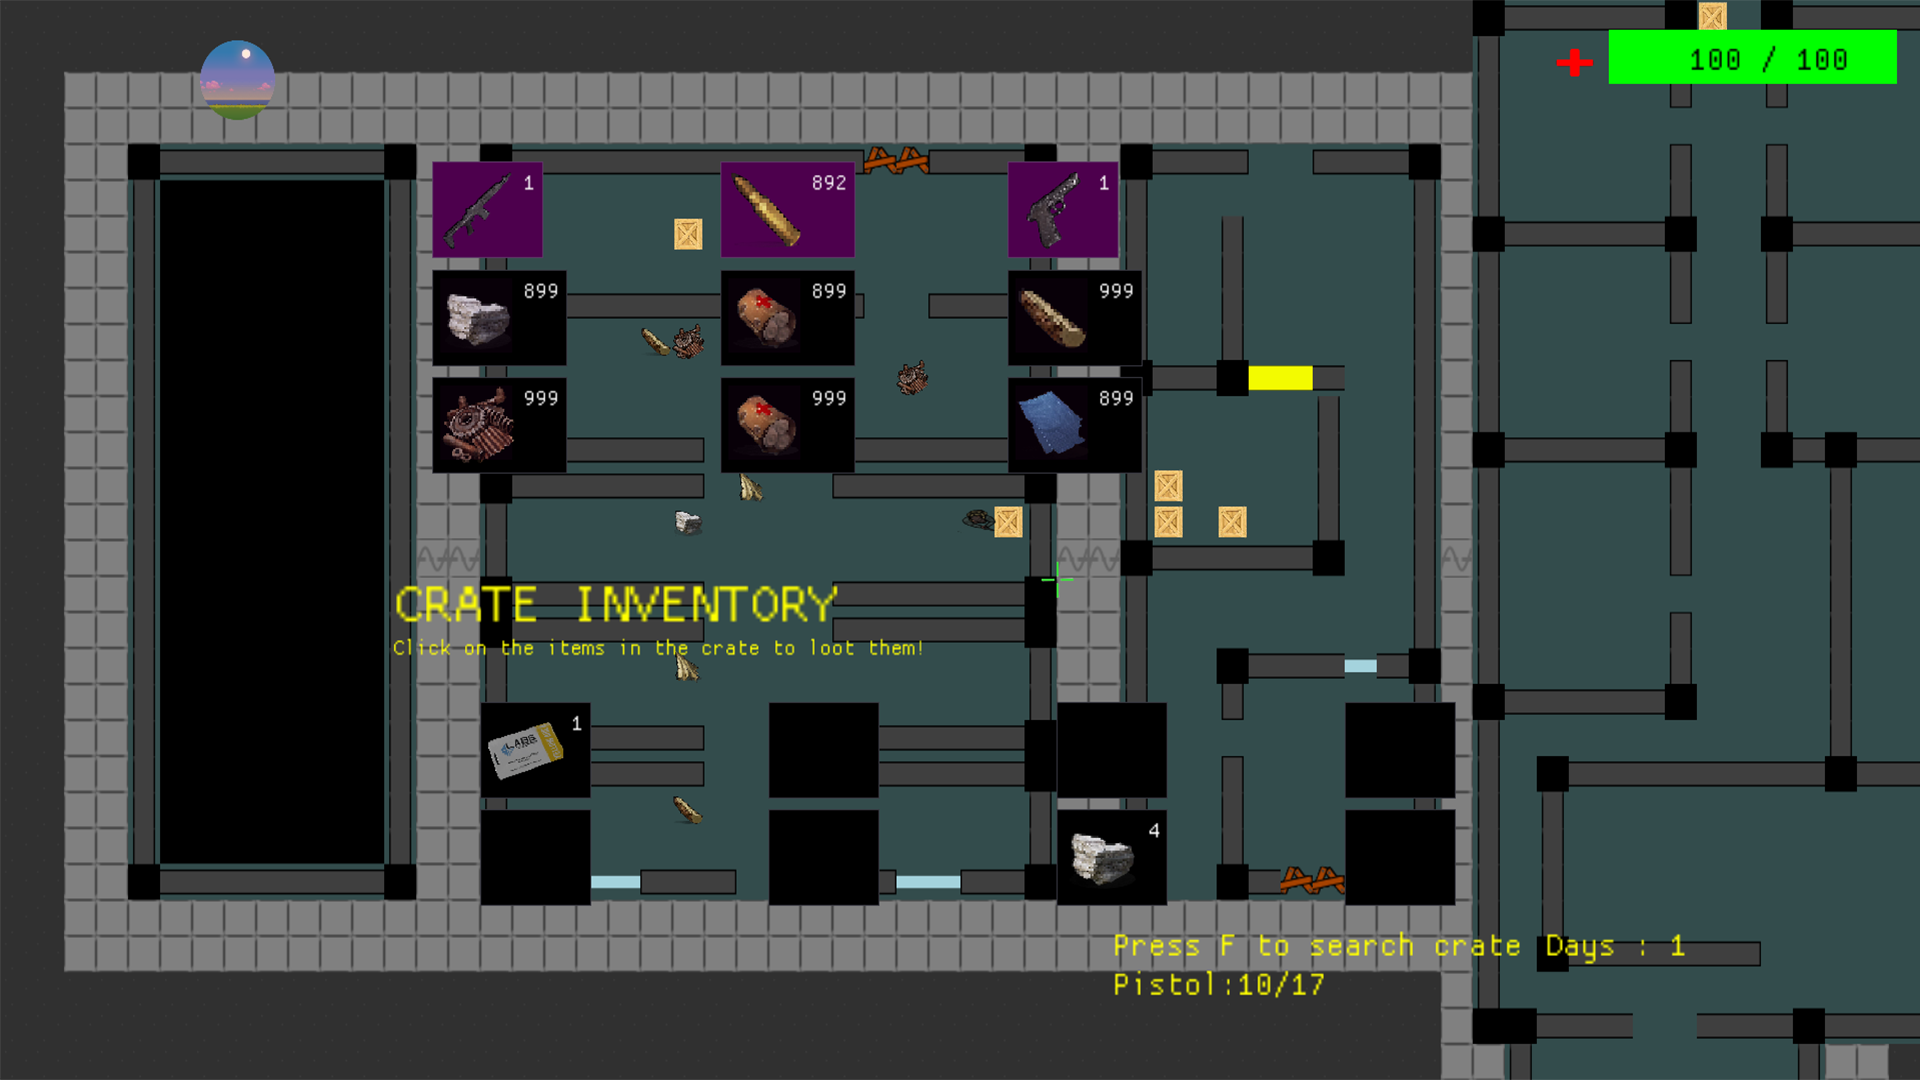 100 / 100
1
892
1
899
899
999
999
999
899
CRATE INVENTORY
Click on the items in the crate to loot them!
1
LABS
4
Press F to search crate Days : 1
Pistol:10/17